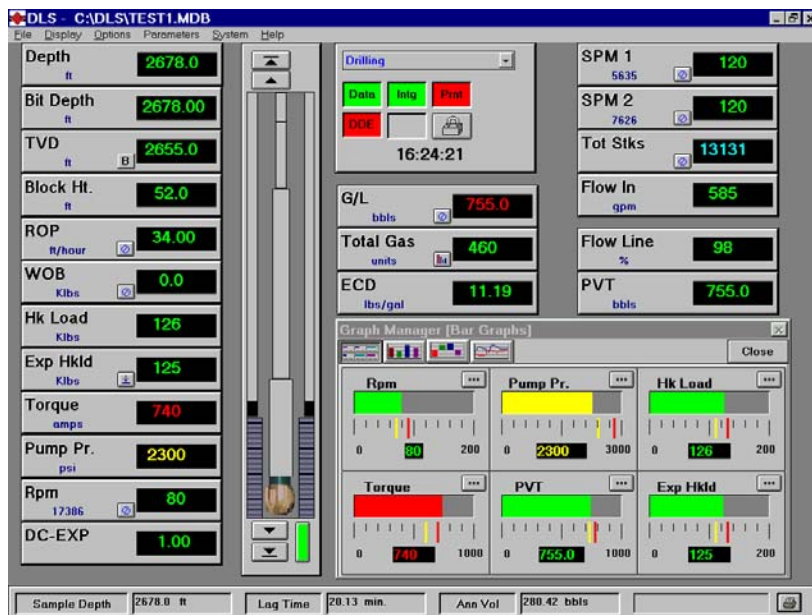 DLS - C:\DLS\TEST1.MDB
File Display Options Parameters System Help
Depth
ft
2678.0
Bit Depth
ft
2678.00
TVD
ft
B
2655.0
Block Ht.
ft
52.0
ROP
ft/hour
34.00
WOB
Klbs
0.0
Hk Load
Klbs
126
Exp Hkld
Klbs
125
Torque
amps
740
Pump Pr.
psi
2300
Rpm
17386
80
DC-EXP
1.00
Drilling
Data Intg Prnt
DDE
16:24:21
G/L
bbls
755.0
Total Gas
units
460
ECD
lbs/gal
11.19
SPM 1
5635
120
SPM 2
7626
120
Tot Stks
13131
Flow In
gpm
585
Flow Line
%
98
PVT
bbls
755.0
Graph Manager [Bar Graphs]
Close
Rpm
0 80 200
Pump Pr.
0 2300 3000
Hk Load
0 126 200
Torque
0 740 1000
PVT
0 755.0 1000
Exp Hkld
0 125 200
Sample Depth 2678.0 ft Lag Time 20.13 min. Ann Vol 280.42 bbls